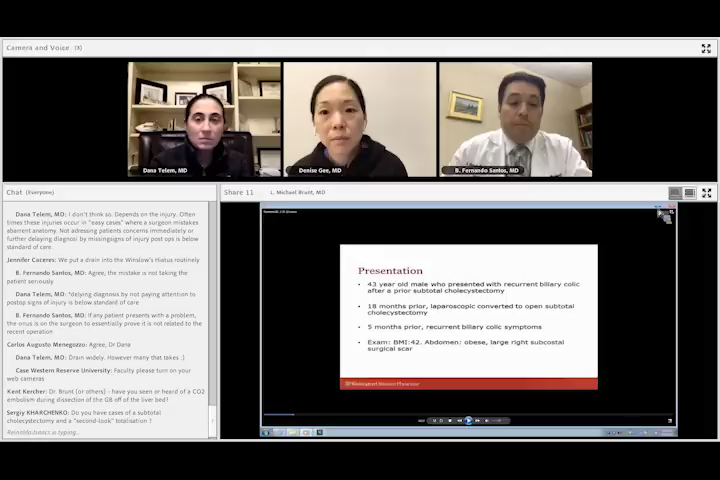 Camera and Voice (3)
Dana Telem, MD
Denise Gee, MD
B. Fernando Santos, MD
Chat (Everyone)
Dana Telem, MD: I don't think so. Depends on the injury. Often
times these injuries occur in "easy cases" where a surgeon mistakes
aberrant anatomy. Not adressing patients concerns immediately or
further delaying diagnosis by missingsigns of injury post ops is below
standard of care.
Jennifer Caceres: We put a drain into the Winslow's hiatus routinely
B. Fernando Santos, MD: Agree, the mistake is not taking the
patient seriously
Dana Telem, MD: *delying diagnosis by not paying attention to
postop signs of injury is below standard of care
B. Fernando Santos, MD: If any patient presents with a problem,
the onus is on the surgeon to essentially prove it is not related to the
recent operation
Carlos Augusto Menegozzo: Agree, Dr Dana
Dana Telem, MD: Drain widely. However many that takes :)
Case Western Reserve University: Faculty please turn on your
web cameras
Kent Kercher: Dr. Brunt (or others) - have you seen or heard of a CO2
embolism during dissection of the GB off of the liver bed?
Sergiy KHARCHENKO: Do you have cases of a subtotal
cholecystectomy and a "second-look" totalisation ?
Reinaldo Isaacs is typing...
Share 11
L. Michael Brunt, MD
Presentation
• 43 year old male who presented with recurrent biliary colic
after a prior subtotal cholecystectomy
• 18 months prior, laparoscopic converted to open subtotal
cholecystectomy
• 5 months prior, recurrent biliary colic symptoms
• Exam: BMI:42. Abdomen: obese, large right subcostal
surgical scar
Washington University Physicians